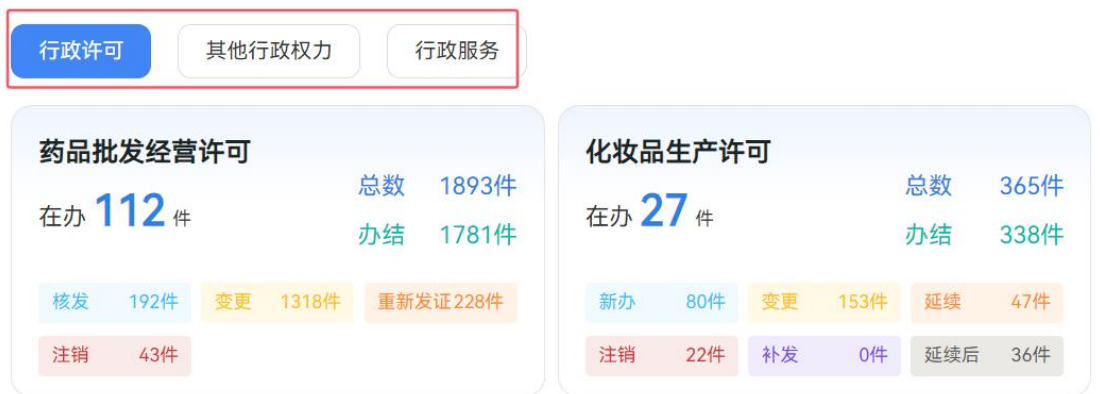 行政许可 其他行政权力 行政服务
药品批发经营许可
在办 112 件
总数 1893件
办结 1781件
核发 192件 变更 1318件 重新发证228件
注销 43件
化妆品生产许可
在办 27 件
总数 365件
办结 338件
新办 80件 变更 153件 延续 47件
注销 22件 补发 0件 延续后 36件